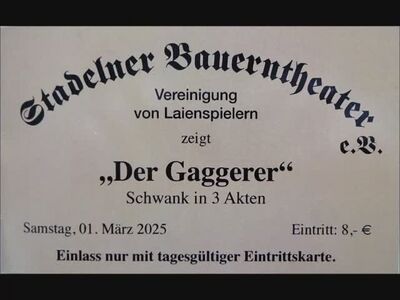 Stadelner Bauerntheater e.V.
Vereinigung
von Laienspielern
zeigt
„Der Gaggerer“
Schwank in 3 Akten
Samstag, 01. März 2025 Eintritt: 8,- €
Einlass nur mit tagesgültiger Eintrittskarte.